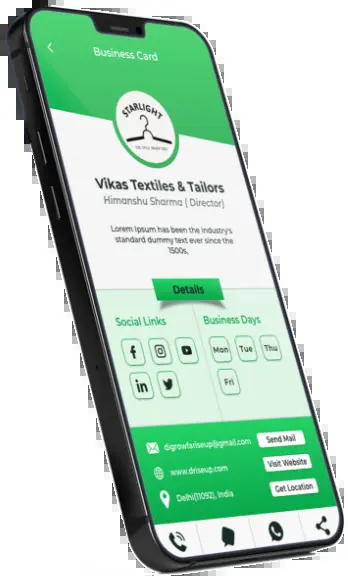 Business Card
STARLIGHT
Vikas Textiles & Tailors
Himanshu Sharma ( Director)
Lorem Ipsum has been the industry's
standard dummy text ever since the
1500s,
Details
Social Links
Business Days
Mon
Tue
Thu
Fri
digrowfariseup@gmail.com
Send Mail
www.driseup.com
Visit Website
Delhi(11092), India
Get Location